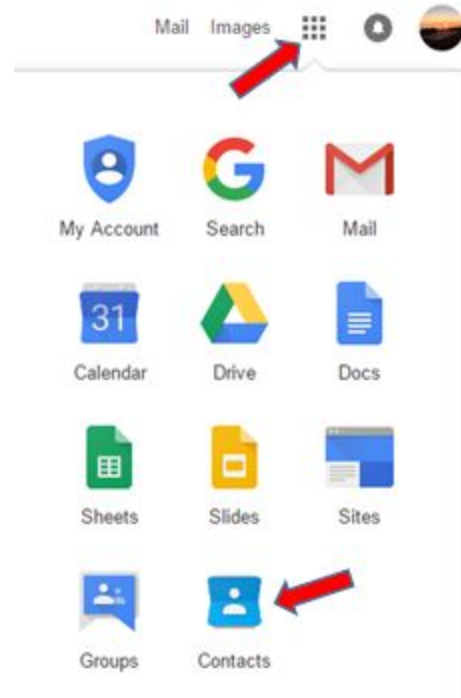 Mail Images
My Account Search Mail
31
Calendar Drive Docs
Sheets Slides Sites
Groups Contacts